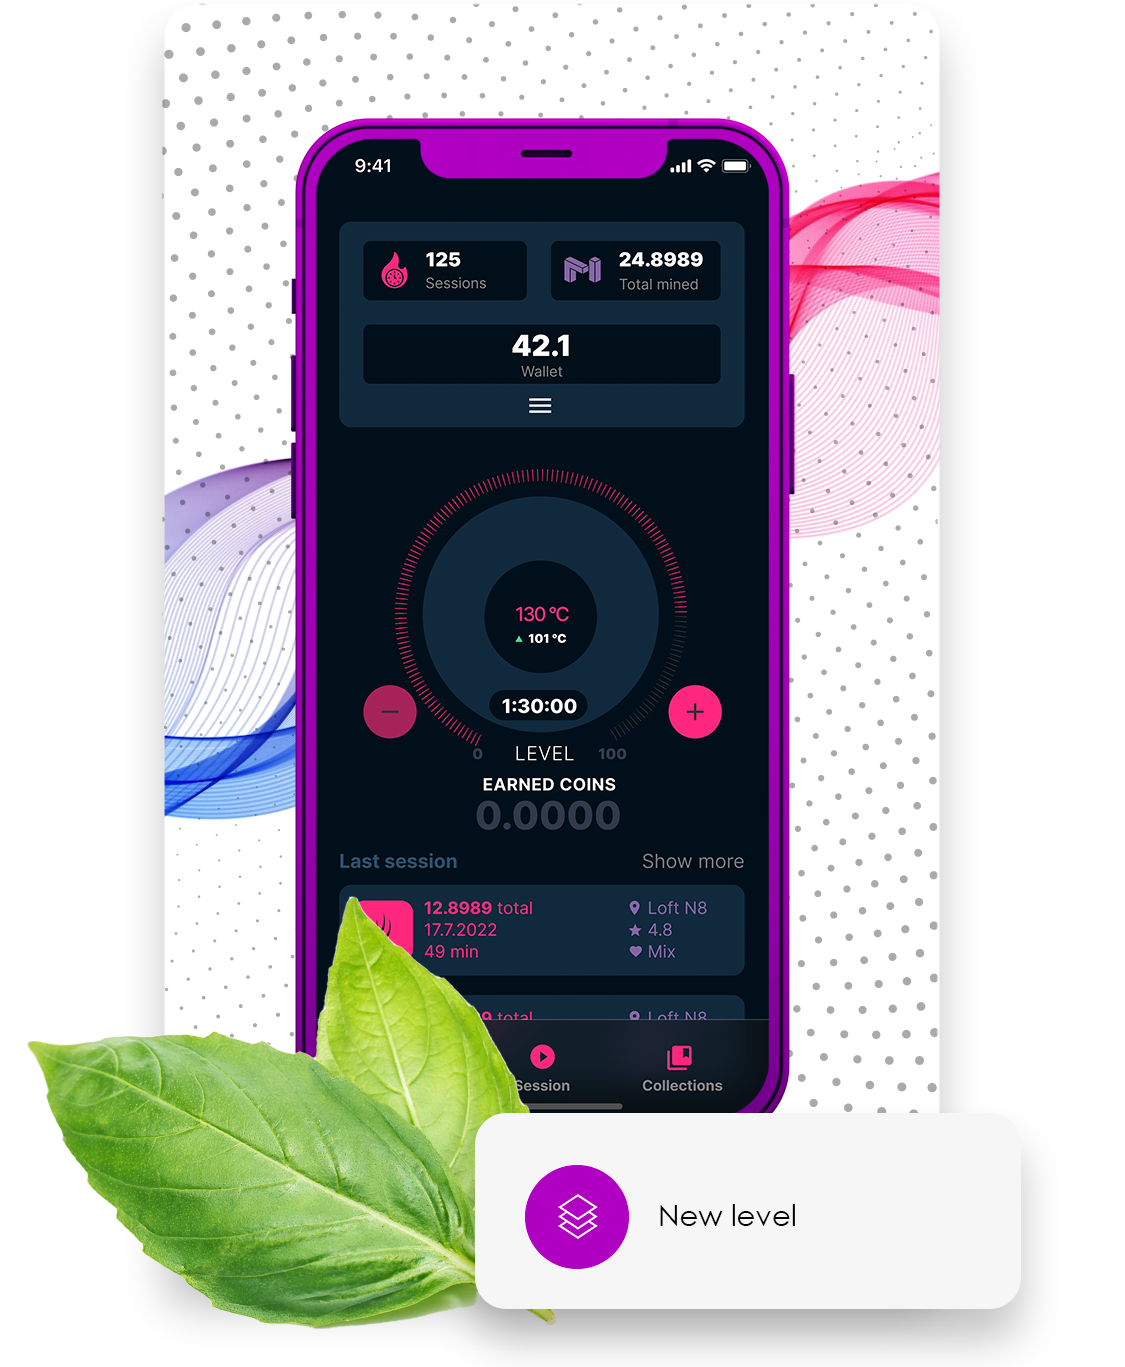 9:41
125
Sessions
24.8989
Total mined
42.1
Wallet
130 °C
101 °C
1:30:00
0 LEVEL 100
EARNED COINS
0.0000
Last session Show more
12.8989 total
17.7.2022
49 min
Loft N8
4.8
Mix
9 total
Loft N8
Session
Collections
New level